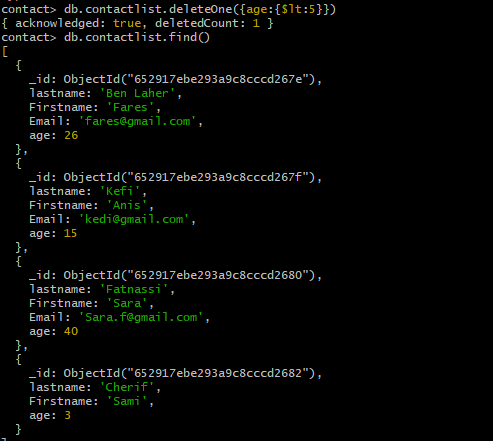 contact> db.contactlist.deleteOne({age:{$lt:5}})
{ acknowledged: true, deletedCount: 1 }
contact> db.contactlist.find()
[
  {
    _id: ObjectId("652917ebe293a9c8cccd267e"),
    lastname: 'Ben Laher',
    Firstname: 'Fares',
    Email: 'fares@gmail.com',
    age: 26
  },
  {
    _id: ObjectId("652917ebe293a9c8cccd267f"),
    lastname: 'Kefi',
    Firstname: 'Anis',
    Email: 'kedi@gmail.com',
    age: 15
  },
  {
    _id: ObjectId("652917ebe293a9c8cccd2680"),
    lastname: 'Fatnassi',
    Firstname: 'Sara',
    Email: 'Sara.f@gmail.com',
    age: 40
  },
  {
    _id: ObjectId("652917ebe293a9c8cccd2682"),
    lastname: 'Cherif',
    Firstname: 'Sami',
    age: 3
  }